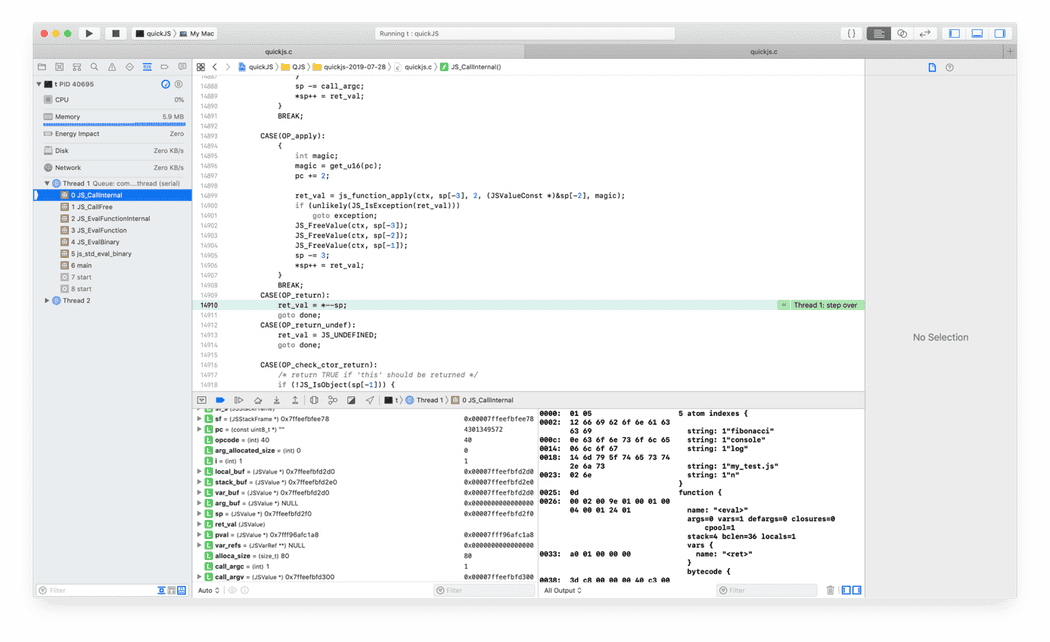 quickJS 〉 My Mac
Running t : quickJS
quickjs.c
quickjs.c
quickJS 〉 QJS 〉 quickjs-2019-07-28 〉 quickjs.c 〉 JS_CallInternal()
t PID 40695
CPU 0%
Memory 5.9 MB
Energy Impact Zero
Disk Zero KB/s
Network Zero KB/s
Thread 1 Queue: com....thread (serial)
0 JS_CallInternal
1 JS_CallFree
2 JS_EvalFunctionInternal
3 JS_EvalFunction
4 JS_EvalBinary
5 js_std_eval_binary
6 main
7 start
8 start
Thread 2
Filter
14887 }
14888 sp -= call_argc;
14889 *sp++ = ret_val;
14890 }
14891 BREAK;
14892
14893 CASE(OP_apply):
14894 {
14895 int magic;
14896 magic = get_u16(pc);
14897 pc += 2;
14898
14899 ret_val = js_function_apply(ctx, sp[-3], 2, (JSValueConst *)&sp[-2], magic);
14900 if (unlikely(JS_IsException(ret_val)))
14901 goto exception;
14902 JS_FreeValue(ctx, sp[-3]);
14903 JS_FreeValue(ctx, sp[-2]);
14904 JS_FreeValue(ctx, sp[-1]);
14905 sp -= 3;
14906 *sp++ = ret_val;
14907 }
14908 BREAK;
14909 CASE(OP_return):
14910 ret_val = *--sp; Thread 1: step over
14911 goto done;
14912 CASE(OP_return_undef):
14913 ret_val = JS_UNDEFINED;
14914 goto done;
14915
14916 CASE(OP_check_ctor_return):
14917 /* return TRUE if 'this' should be returned */
14918 if (!JS_IsObject(sp[-1])) {
No Selection
t 〉 Thread 1 〉 0 JS_CallInternal
sf = (JSStackFrame *) 0x7ffeefbfee78 0x00007ffeefbfee78
pc = (const uint8_t *) "" 4301349572
opcode = (int) 40 40
arg_allocated_size = (int) 0 0
i = (int) 1 1
local_buf = (JSValue *) 0x7ffeefbfd2d0 0x00007ffeefbfd2d0
stack_buf = (JSValue *) 0x7ffeefbfd2e0 0x00007ffeefbfd2e0
var_buf = (JSValue *) 0x7ffeefbfd2d0 0x00007ffeefbfd2d0
arg_buf = (JSValue *) NULL 0x0000000000000000
sp = (JSValue *) 0x7ffeefbfd2f0 0x00007ffeefbfd2f0
ret_val (JSValue)
pval = (JSValue *) 0x7fff96afc1a8 0x00007fff96afc1a8
var_refs = (JSVarRef **) NULL 0x0000000000000000
alloca_size = (size_t) 80 80
call_argc = (int) 1 1
call_argv = (JSValue *) 0x7ffeefbfd300 0x00007ffeefbfd300
Auto
Filter
0000: 01 05 5 atom indexes {
0002: 12 66 69 62 6f 6e 61 63
63 69 string: 1"fibonacci"
000c: 0e 63 6f 6e 73 6f 6c 65 string: 1"console"
0014: 06 6c 6f 67 string: 1"log"
0018: 14 6d 79 5f 74 65 73 74
2e 6a 73 string: 1"my_test.js"
0023: 02 6e string: 1"n"
}
0025: 0d function {
0026: 00 02 00 9e 01 00 01 00
04 00 01 24 01 name: "<eval>"
args=0 vars=1 defargs=0 closures=0
cpool=1
stack=4 bclen=36 locals=1
vars {
0033: a0 01 00 00 00 name: "<ret>"
}
bytecode {
0038: 3d c8 00 00 00 40 c3 00
All Output
Filter